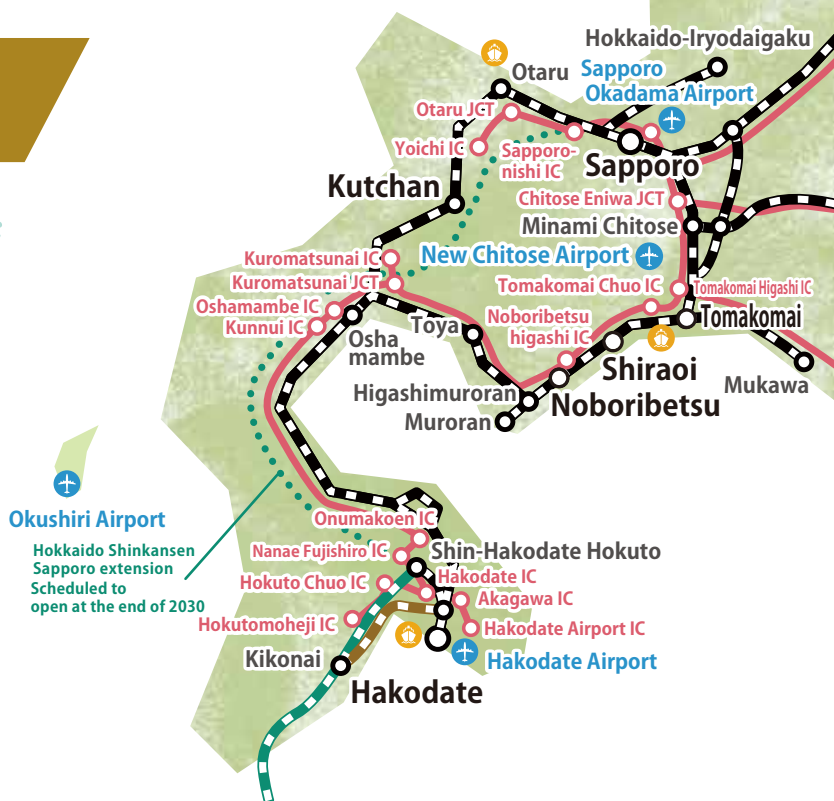 Hokkaido-Iryodaigaku
Otaru
Sapporo
Okadama Airport
Otaru JCT
Yoichi IC
Sapporo-
nishi IC
Sapporo
Kutchan
Chitose Eniwa JCT
Minami Chitose
Kuromatsunai IC
New Chitose Airport
Kuromatsunai JCT
Tomakomai Chuo IC
Tomakomai Higashi IC
Oshamambe IC
Kunnui IC
Toya
Noboribetsu
higashi IC
Tomakomai
Osha
mambe
Shiraoi
Mukawa
Higashimuroran
Noboribetsu
Muroran
Okushiri Airport
Onumakoen IC
Hokkaido Shinkansen
Sapporo extension
Scheduled to
open at the end of 2030
Nanae Fujishiro IC
Shin-Hakodate Hokuto
Hokuto Chuo IC
Hakodate IC
Akagawa IC
Hokutomoheji IC
Hakodate Airport IC
Kikonai
Hakodate Airport
Hakodate